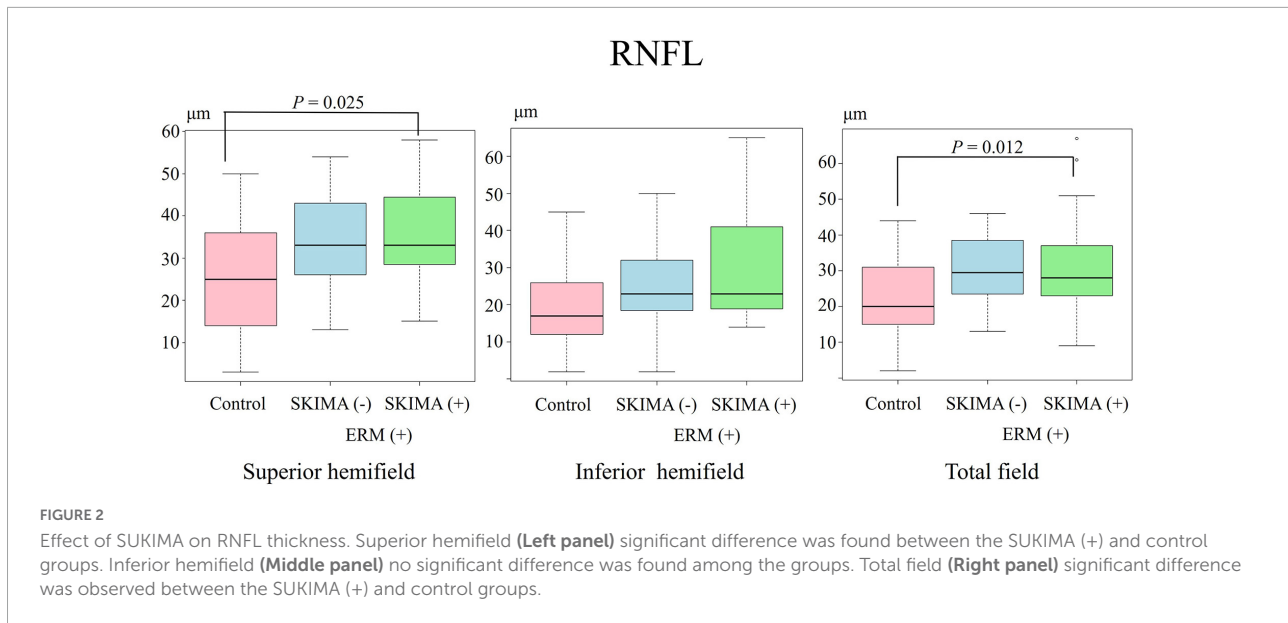 RNFL
μm
P = 0.025
60
50
40
30
20
10
Control
SKIMA (-)
SKIMA (+)
ERM (+)
Superior hemifield
μm
60
50
40
30
20
10
Control
SKIMA (-)
SKIMA (+)
ERM (+)
Inferior hemifield
μm
P = 0.012
60
50
40
30
20
10
Control
SKIMA (-)
SKIMA (+)
ERM (+)
Total field
FIGURE 2
Effect of SUKIMA on RNFL thickness. Superior hemifield (Left panel) significant difference was found between the SUKIMA (+) and control
groups. Inferior hemifield (Middle panel) no significant difference was found among the groups. Total field (Right panel) significant difference
was observed between the SUKIMA (+) and control groups.